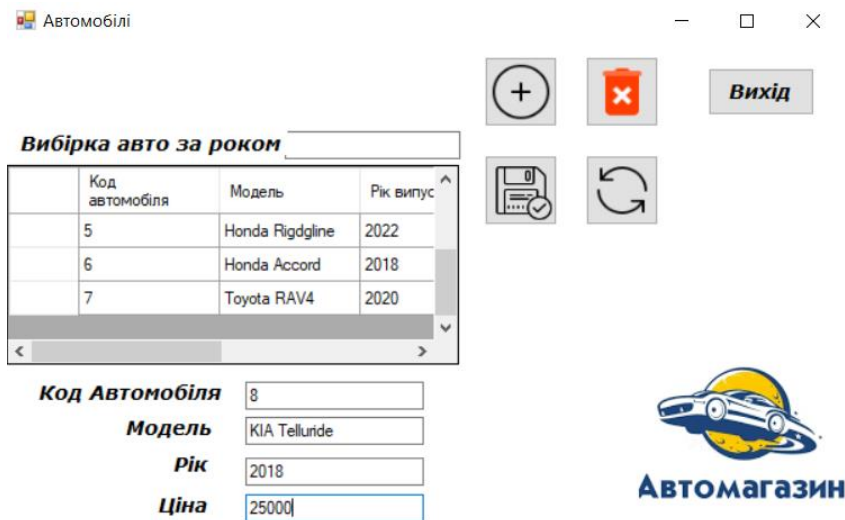 Автомобілі
Вихід
Вибірка авто за роком
Код автомобіля Модель Рік випус
5 Honda Rigdgline 2022
6 Honda Accord 2018
7 Toyota RAV4 2020
Код Автомобіля 8
Модель KIA Telluride
Рік 2018
Ціна 25000
Автомагазин